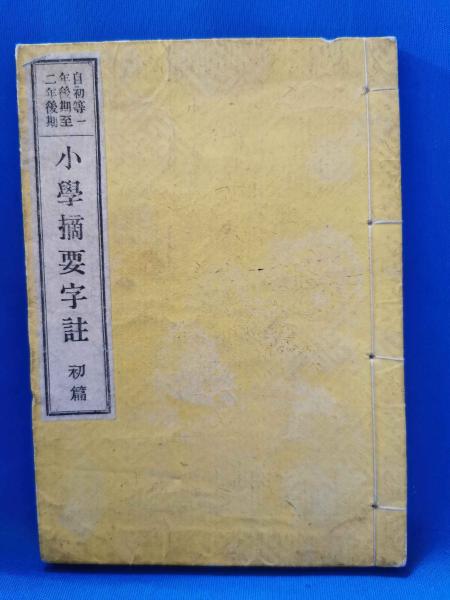 自初等一
年後期至
二年後期
小學摘要字註
初篇